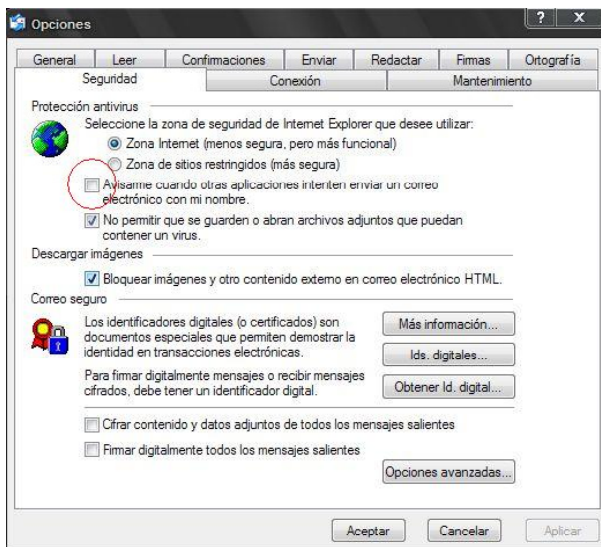 Opciones
? X
General Leer Confirmaciones Enviar Redactar Firmas Ortografía
Seguridad Conexión Mantenimiento
Protección antivirus
Seleccione la zona de seguridad de Internet Explorer que desee utilizar:
Zona Internet (menos segura, pero más funcional)
Zona de sitios restringidos (más segura)
Avisarme cuando otras aplicaciones intenten enviar un correo
electrónico con mi nombre.
No permitir que se guarden o abran archivos adjuntos que puedan
contener un virus.
Descargar imágenes
Bloquear imágenes y otro contenido externo en correo electrónico HTML.
Correo seguro
Los identificadores digitales (o certificados) son
documentos especiales que permiten demostrar la
identidad en transacciones electrónicas.
Más información...
Ids. digitales...
Para firmar digitalmente mensajes o recibir mensajes
cifrados, debe tener un identificador digital.
Obtener Id. digital...
Cifrar contenido y datos adjuntos de todos los mensajes salientes
Firmar digitalmente todos los mensajes salientes
Opciones avanzadas...
Aceptar Cancelar Aplicar